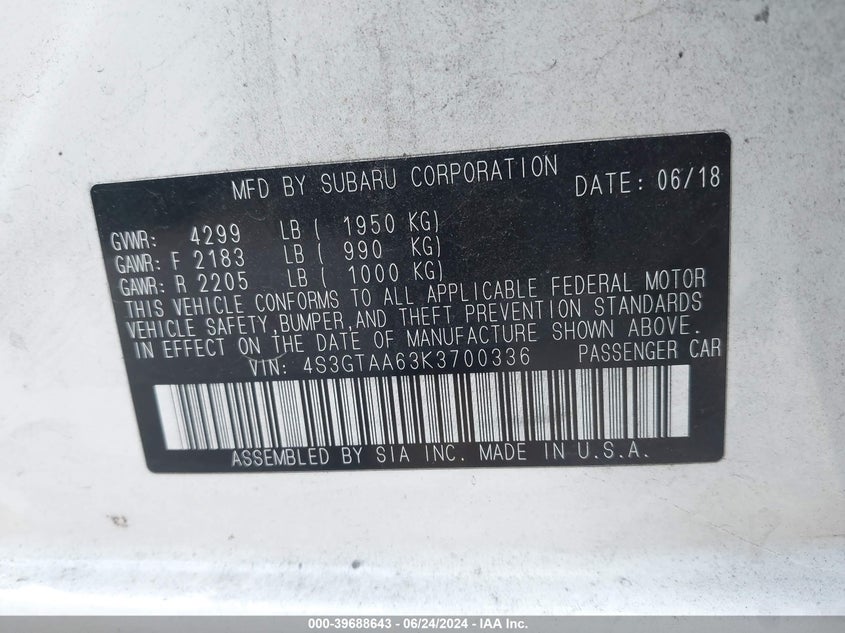 MFD BY SUBARU CORPORATION DATE: 06/18
GVWR: 4299 LB ( 1950 KG)
GAWR: F 2183 LB ( 990 KG)
GAWR: R 2205 LB ( 1000 KG)
THIS VEHICLE CONFORMS TO ALL APPLICABLE FEDERAL MOTOR
VEHICLE SAFETY,BUMPER,AND THEFT PREVENTION STANDARDS
IN EFFECT ON THE DATE OF MANUFACTURE SHOWN ABOVE.
VIN: 4S3GTAA63K3700336 PASSENGER CAR
ASSEMBLED BY SIA INC. MADE IN U.S.A.
000-39688643 / 06/24/2024 - IAA Inc.